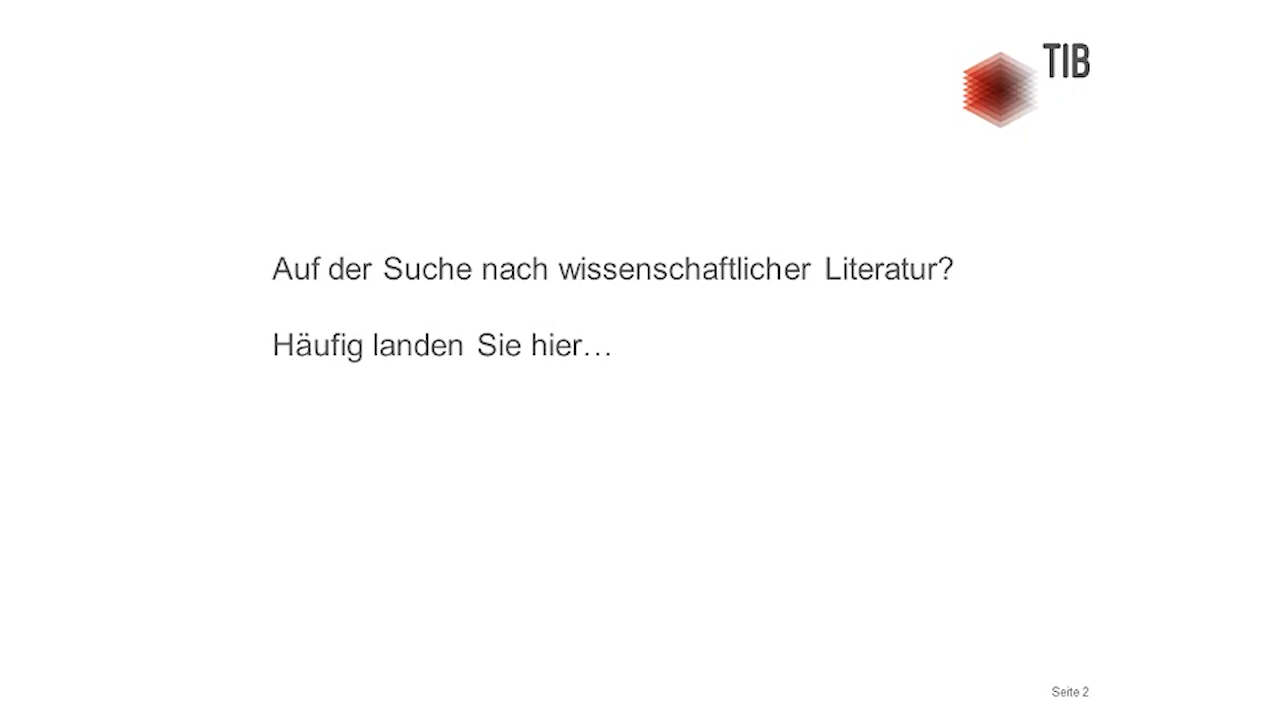 TIB
Auf der Suche nach wissenschaftlicher Literatur?
Häufig landen Sie hier…
Seite 2